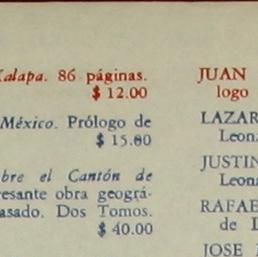 Xalapa. 86 páginas.
$ 12.00
México. Prólogo de
$ 15.80
bre el Cantón de
resante obra geográ-
asado. Dos Tomos.
$ 40.00
JUAN
logo
LAZAR
Leona
JUSTIN
Leona
RAFAE
de L
JOSE